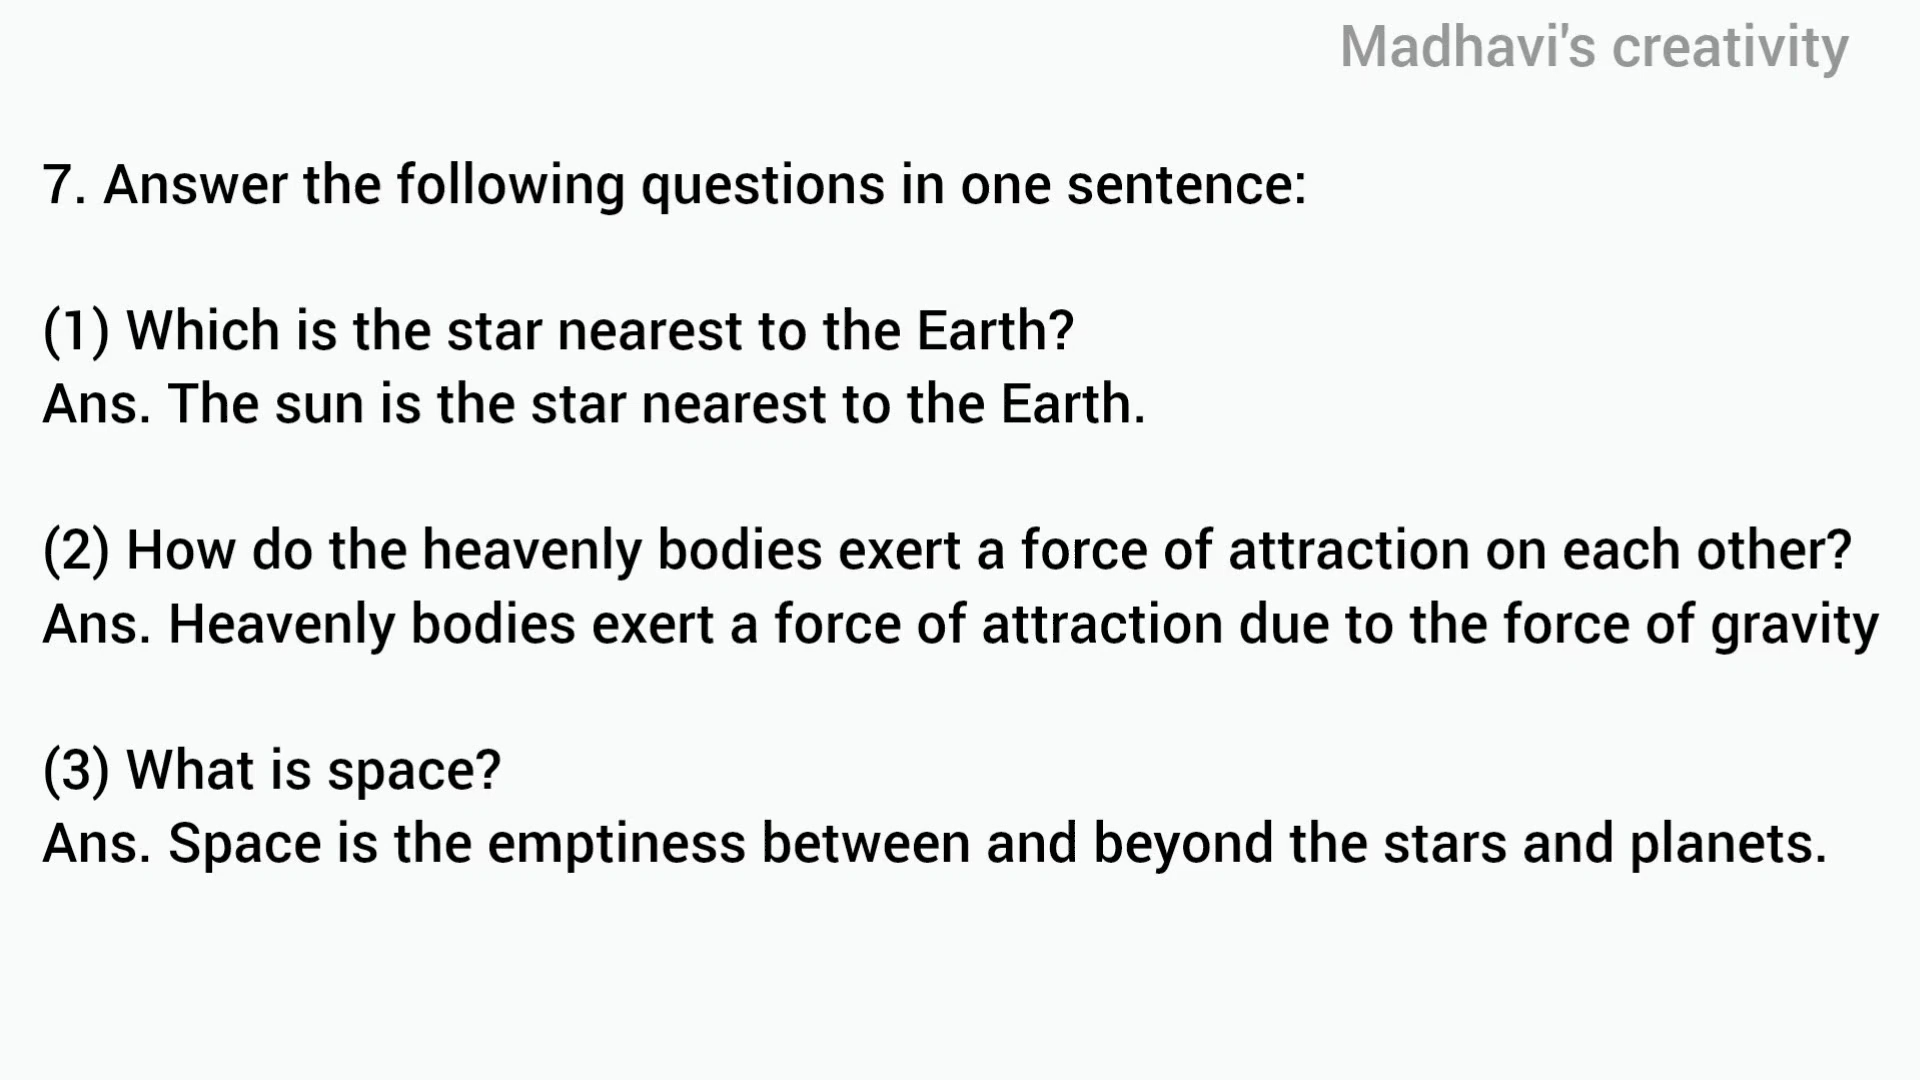 Madhavi's creativity
7. Answer the following questions in one sentence:
(1) Which is the star nearest to the Earth?
Ans. The sun is the star nearest to the Earth.
(2) How do the heavenly bodies exert a force of attraction on each other?
Ans. Heavenly bodies exert a force of attraction due to the force of gravity
(3) What is space?
Ans. Space is the emptiness between and beyond the stars and planets.